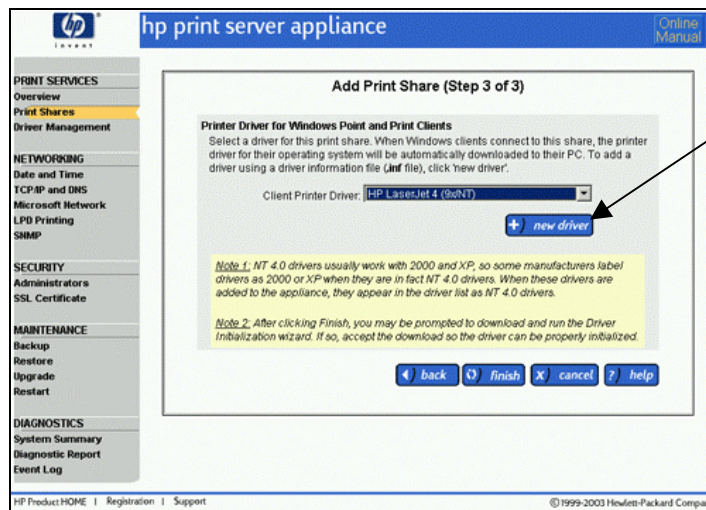 hp
invent
hp print server appliance
Online
Manual
PRINT SERVICES
Overview
Print Shares
Driver Management
NETWORKING
Date and Time
TCP/IP and DNS
Microsoft Network
LPD Printing
SNMP
SECURITY
Administrators
SSL Certificate
MAINTENANCE
Backup
Restore
Upgrade
Restart
DIAGNOSTICS
System Summary
Diagnostic Report
Event Log
Add Print Share (Step 3 of 3)
Printer Driver for Windows Point and Print Clients
Select a driver for this print share. When Windows clients connect to this share, the printer
driver for their operating system will be automatically downloaded to their PC. To add a
driver using a driver information file (.inf file), click 'new driver'.
Client Printer Driver: HP LaserJet 4 (9x/NT)
+) new driver
Note 1: NT 4.0 drivers usually work with 2000 and XP, so some manufacturers label
drivers as 2000 or XP when they are in fact NT 4.0 drivers. When these drivers are
added to the appliance, they appear in the driver list as NT 4.0 drivers.
Note 2: After clicking Finish, you may be prompted to download and run the Driver
Initialization wizard. If so, accept the download so the driver can be properly initialized.
back finish x) cancel ?) help
HP Product HOME | Registration | Support
©1999-2003 Hewlett-Packard Compa